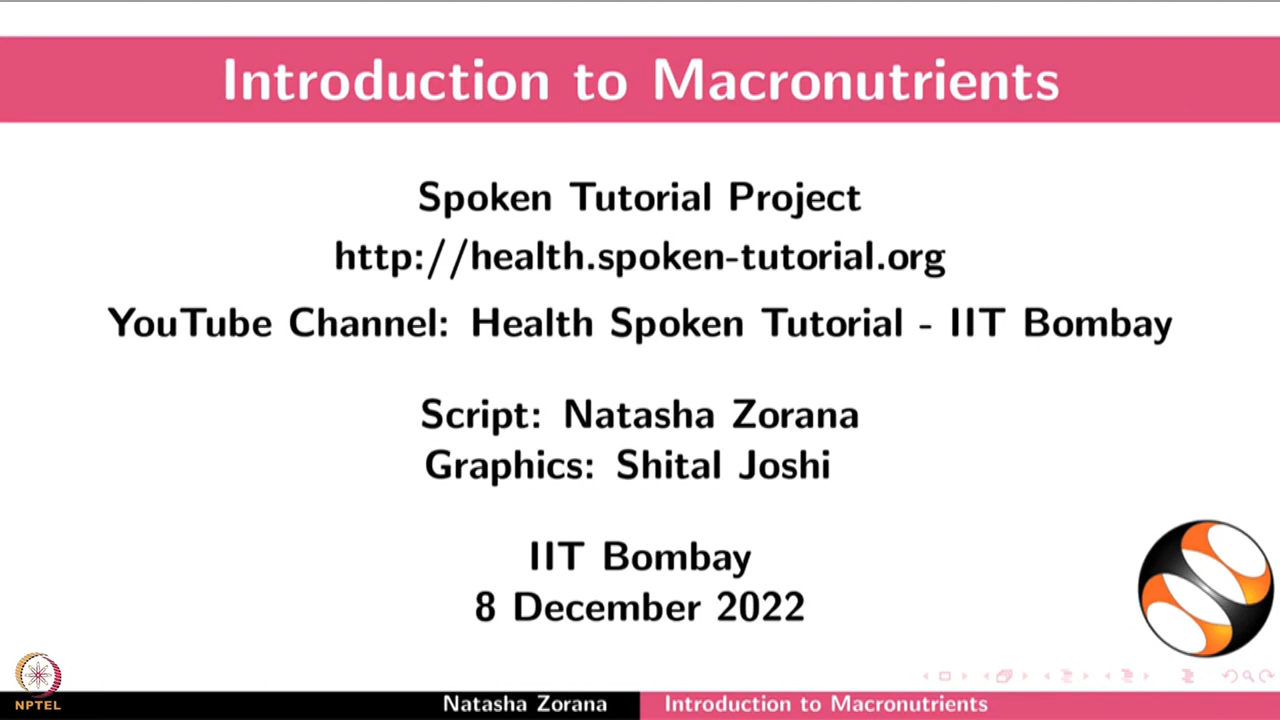 Introduction to Macronutrients
Spoken Tutorial Project
http://health.spoken-tutorial.org
YouTube Channel: Health Spoken Tutorial - IIT Bombay
Script: Natasha Zorana
Graphics: Shital Joshi
IIT Bombay
8 December 2022
NPTEL
Natasha Zorana Introduction to Macronutrients